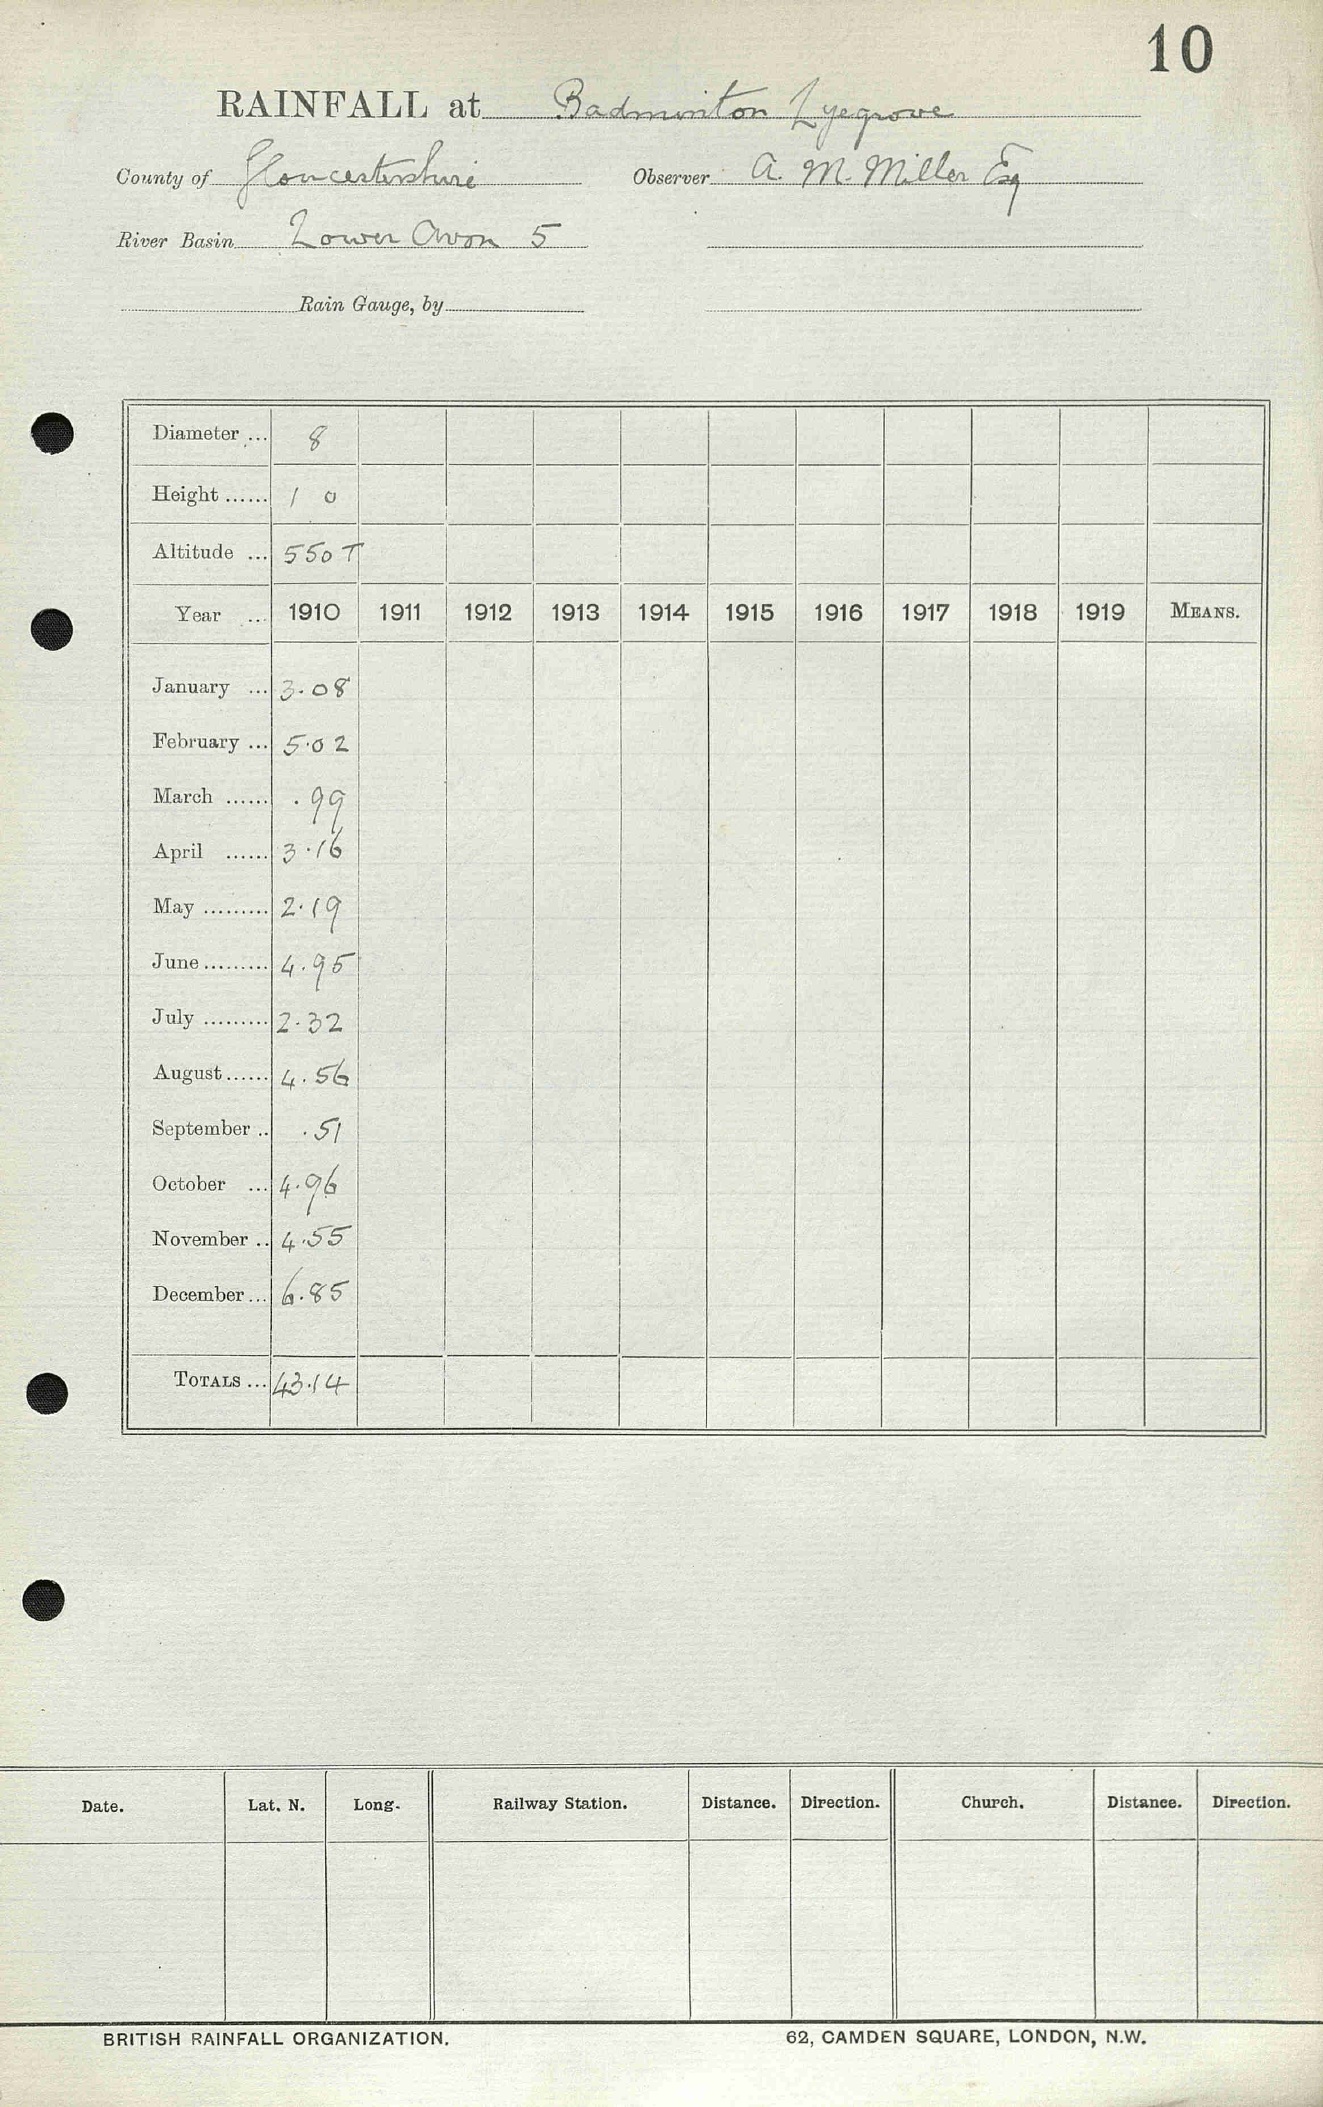 10
RAINFALL at Badminton Lyegrove
County of Gloucestershire Observer A. M. Miller Esq
River Basin Lower Avon 5
Rain Gauge, by
Diameter ... 8
Height ...... 1 0
Altitude ... 550 T
Year ... 1910 1911 1912 1913 1914 1915 1916 1917 1918 1919 MEANS.
January ... 3.08
February ... 5.02
March ...... .99
April ...... 3.16
May ......... 2.19
June ......... 4.95
July ......... 2.32
August ...... 4.56
September .. .51
October ... 4.96
November .. 4.55
December ... 6.85
TOTALS ... 43.14
Date. Lat. N. Long. Railway Station. Distance. Direction. Church. Distance. Direction.
BRITISH RAINFALL ORGANIZATION. 62, CAMDEN SQUARE, LONDON, N.W.